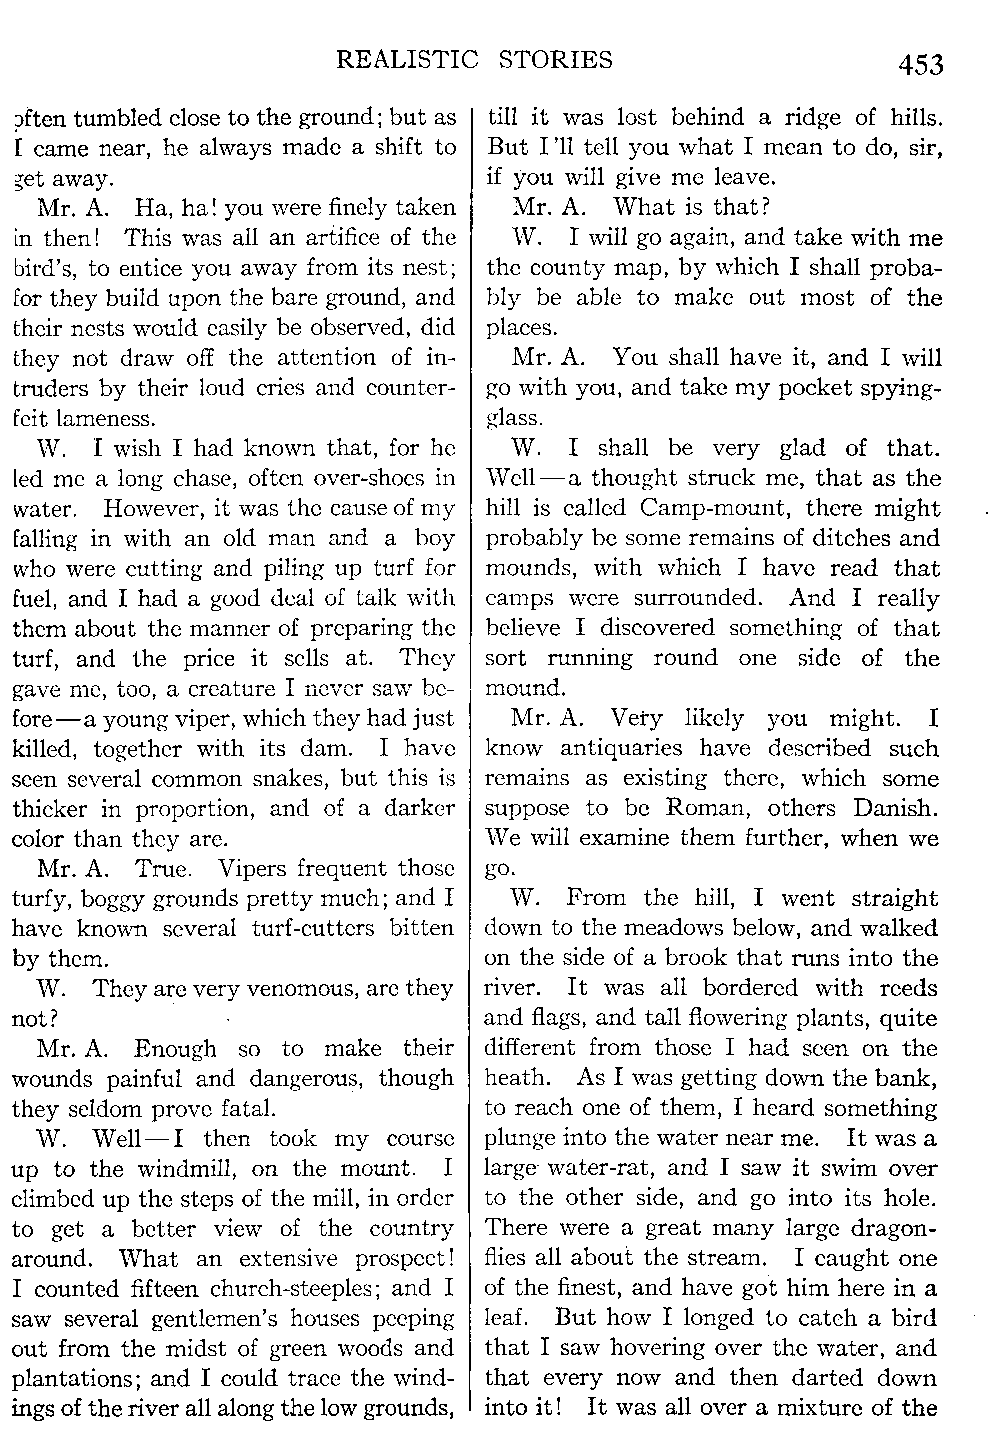 REALISTIC STORIES 453
often tumbled close to the ground; but as
I came near, he always made a shift to
get away.
Mr. A. Ha, ha! you were finely taken
in then! This was all an artifice of the
bird's, to entice you away from its nest;
for they build upon the bare ground, and
their nests would easily be observed, did
they not draw off the attention of in-
truders by their loud cries and counter-
feit lameness.
W. I wish I had known that, for he
led me a long chase, often over-shoes in
water. However, it was the cause of my
falling in with an old man and a boy
who were cutting and piling up turf for
fuel, and I had a good deal of talk with
them about the manner of preparing the
turf, and the price it sells at. They
gave me, too, a creature I never saw be-
fore—a young viper, which they had just
killed, together with its dam. I have
seen several common snakes, but this is
thicker in proportion, and of a darker
color than they are.
Mr. A. True. Vipers frequent those
turfy, boggy grounds pretty much; and I
have known several turf-cutters bitten
by them.
W. They are very venomous, are they
not?
Mr. A. Enough so to make their
wounds painful and dangerous, though
they seldom prove fatal.
W. Well—I then took my course
up to the windmill, on the mount. I
climbed up the steps of the mill, in order
to get a better view of the country
around. What an extensive prospect!
I counted fifteen church-steeples; and I
saw several gentlemen's houses peeping
out from the midst of green woods and
plantations; and I could trace the wind-
ings of the river all along the low grounds,
till it was lost behind a ridge of hills.
But I'll tell you what I mean to do, sir,
if you will give me leave.
Mr. A. What is that?
W. I will go again, and take with me
the county map, by which I shall proba-
bly be able to make out most of the
places.
Mr. A. You shall have it, and I will
go with you, and take my pocket spying-
glass.
W. I shall be very glad of that.
Well—a thought struck me, that as the
hill is called Camp-mount, there might
probably be some remains of ditches and
mounds, with which I have read that
camps were surrounded. And I really
believe I discovered something of that
sort running round one side of the
mound.
Mr. A. Very likely you might. I
know antiquaries have described such
remains as existing there, which some
suppose to be Roman, others Danish.
We will examine them further, when we
go.
W. From the hill, I went straight
down to the meadows below, and walked
on the side of a brook that runs into the
river. It was all bordered with reeds
and flags, and tall flowering plants, quite
different from those I had seen on the
heath. As I was getting down the bank,
to reach one of them, I heard something
plunge into the water near me. It was a
large water-rat, and I saw it swim over
to the other side, and go into its hole.
There were a great many large dragon-
flies all about the stream. I caught one
of the finest, and have got him here in a
leaf. But how I longed to catch a bird
that I saw hovering over the water, and
that every now and then darted down
into it! It was all over a mixture of the